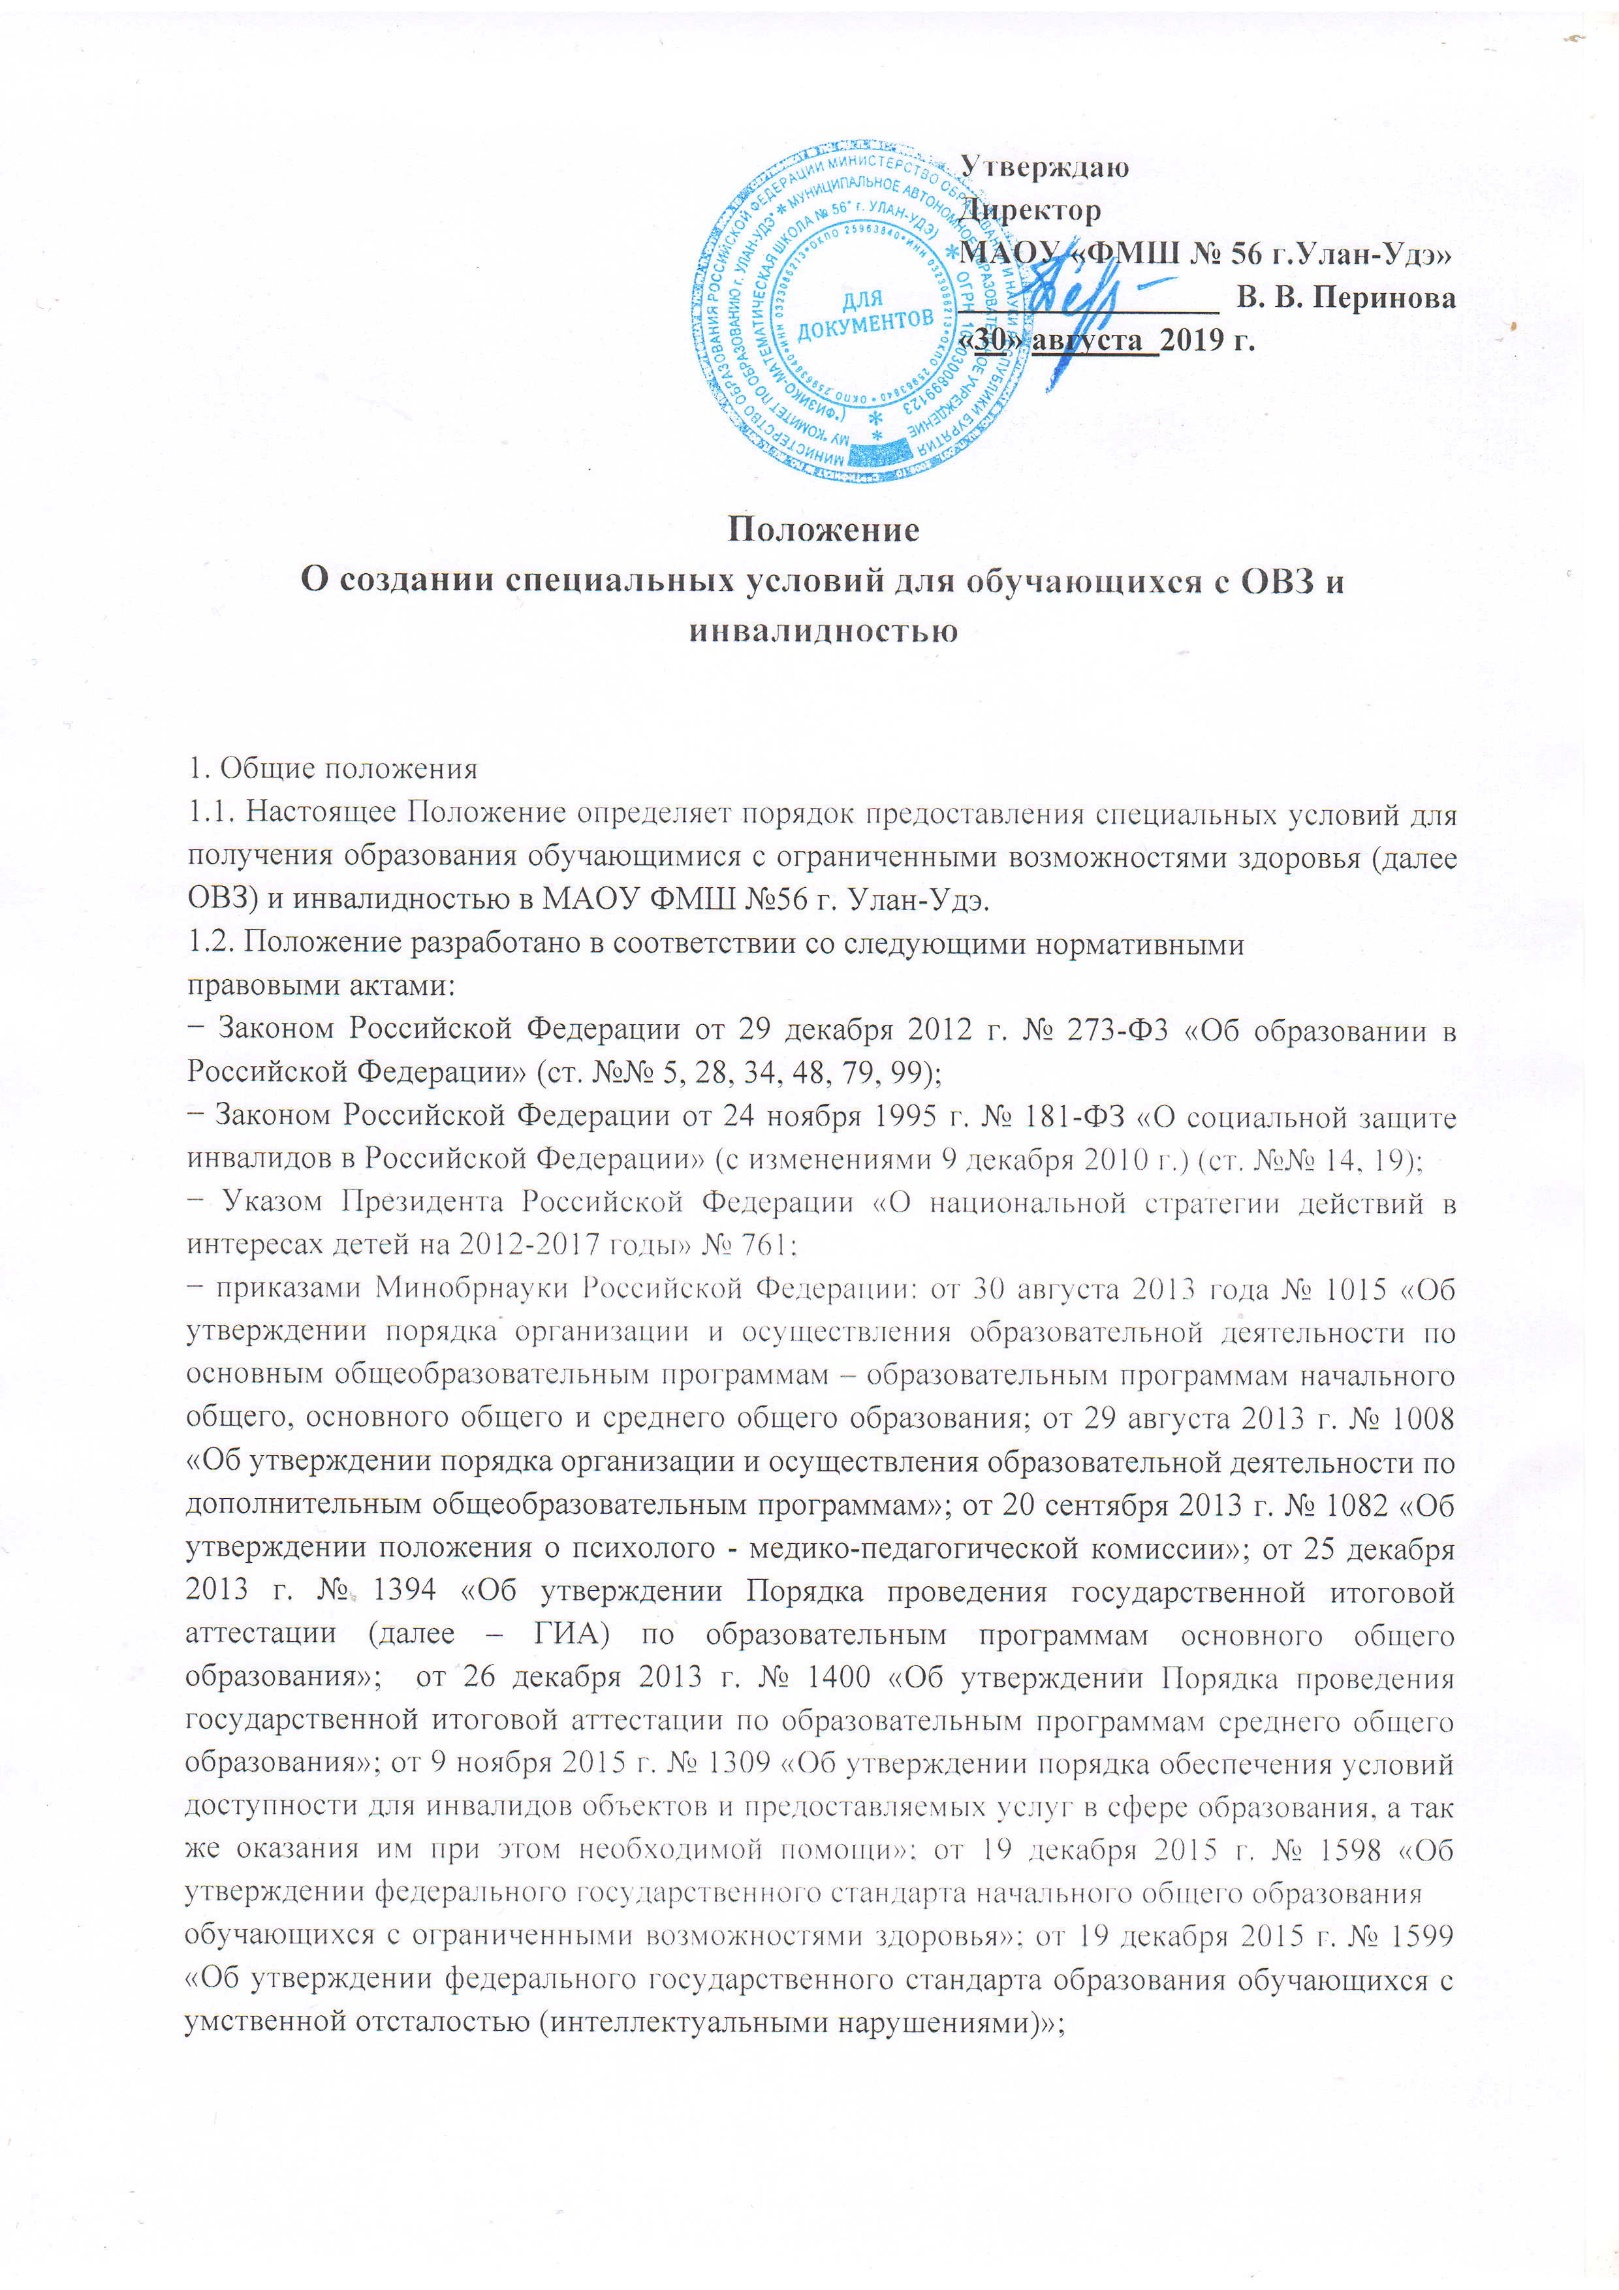 Утверждаю
Директор
МАОУ «ФМШ № 56 г.Улан-Удэ»
________________ В. В. Перинова
«30» августа 2019 г.
ДЛЯ
ДОКУМЕНТОВ
Положение
О создании специальных условий для обучающихся с ОВЗ и
инвалидностью
1. Общие положения
1.1. Настоящее Положение определяет порядок предоставления специальных условий для
получения образования обучающимися с ограниченными возможностями здоровья (далее
ОВЗ) и инвалидностью в МАОУ ФМШ №56 г. Улан-Удэ.
1.2. Положение разработано в соответствии со следующими нормативными
правовыми актами:
− Законом Российской Федерации от 29 декабря 2012 г. № 273-ФЗ «Об образовании в
Российской Федерации» (ст. №№ 5, 28, 34, 48, 79, 99);
− Законом Российской Федерации от 24 ноября 1995 г. № 181-ФЗ «О социальной защите
инвалидов в Российской Федерации» (с изменениями 9 декабря 2010 г.) (ст. №№ 14, 19);
− Указом Президента Российской Федерации «О национальной стратегии действий в
интересах детей на 2012-2017 годы» № 761;
− приказами Минобрнауки Российской Федерации: от 30 августа 2013 года № 1015 «Об
утверждении порядка организации и осуществления образовательной деятельности по
основным общеобразовательным программам – образовательным программам начального
общего, основного общего и среднего общего образования; от 29 августа 2013 г. № 1008
«Об утверждении порядка организации и осуществления образовательной деятельности по
дополнительным общеобразовательным программам»; от 20 сентября 2013 г. № 1082 «Об
утверждении положения о психолого - медико-педагогической комиссии»; от 25 декабря
2013 г. № 1394 «Об утверждении Порядка проведения государственной итоговой
аттестации (далее – ГИА) по образовательным программам основного общего
образования»; от 26 декабря 2013 г. № 1400 «Об утверждении Порядка проведения
государственной итоговой аттестации по образовательным программам среднего общего
образования»; от 9 ноября 2015 г. № 1309 «Об утверждении порядка обеспечения условий
доступности для инвалидов объектов и предоставляемых услуг в сфере образования, а так
же оказания им при этом необходимой помощи»; от 19 декабря 2015 г. № 1598 «Об
утверждении федерального государственного стандарта начального общего образования
обучающихся с ограниченными возможностями здоровья»; от 19 декабря 2015 г. № 1599
«Об утверждении федерального государственного стандарта образования обучающихся с
умственной отсталостью (интеллектуальными нарушениями)»;